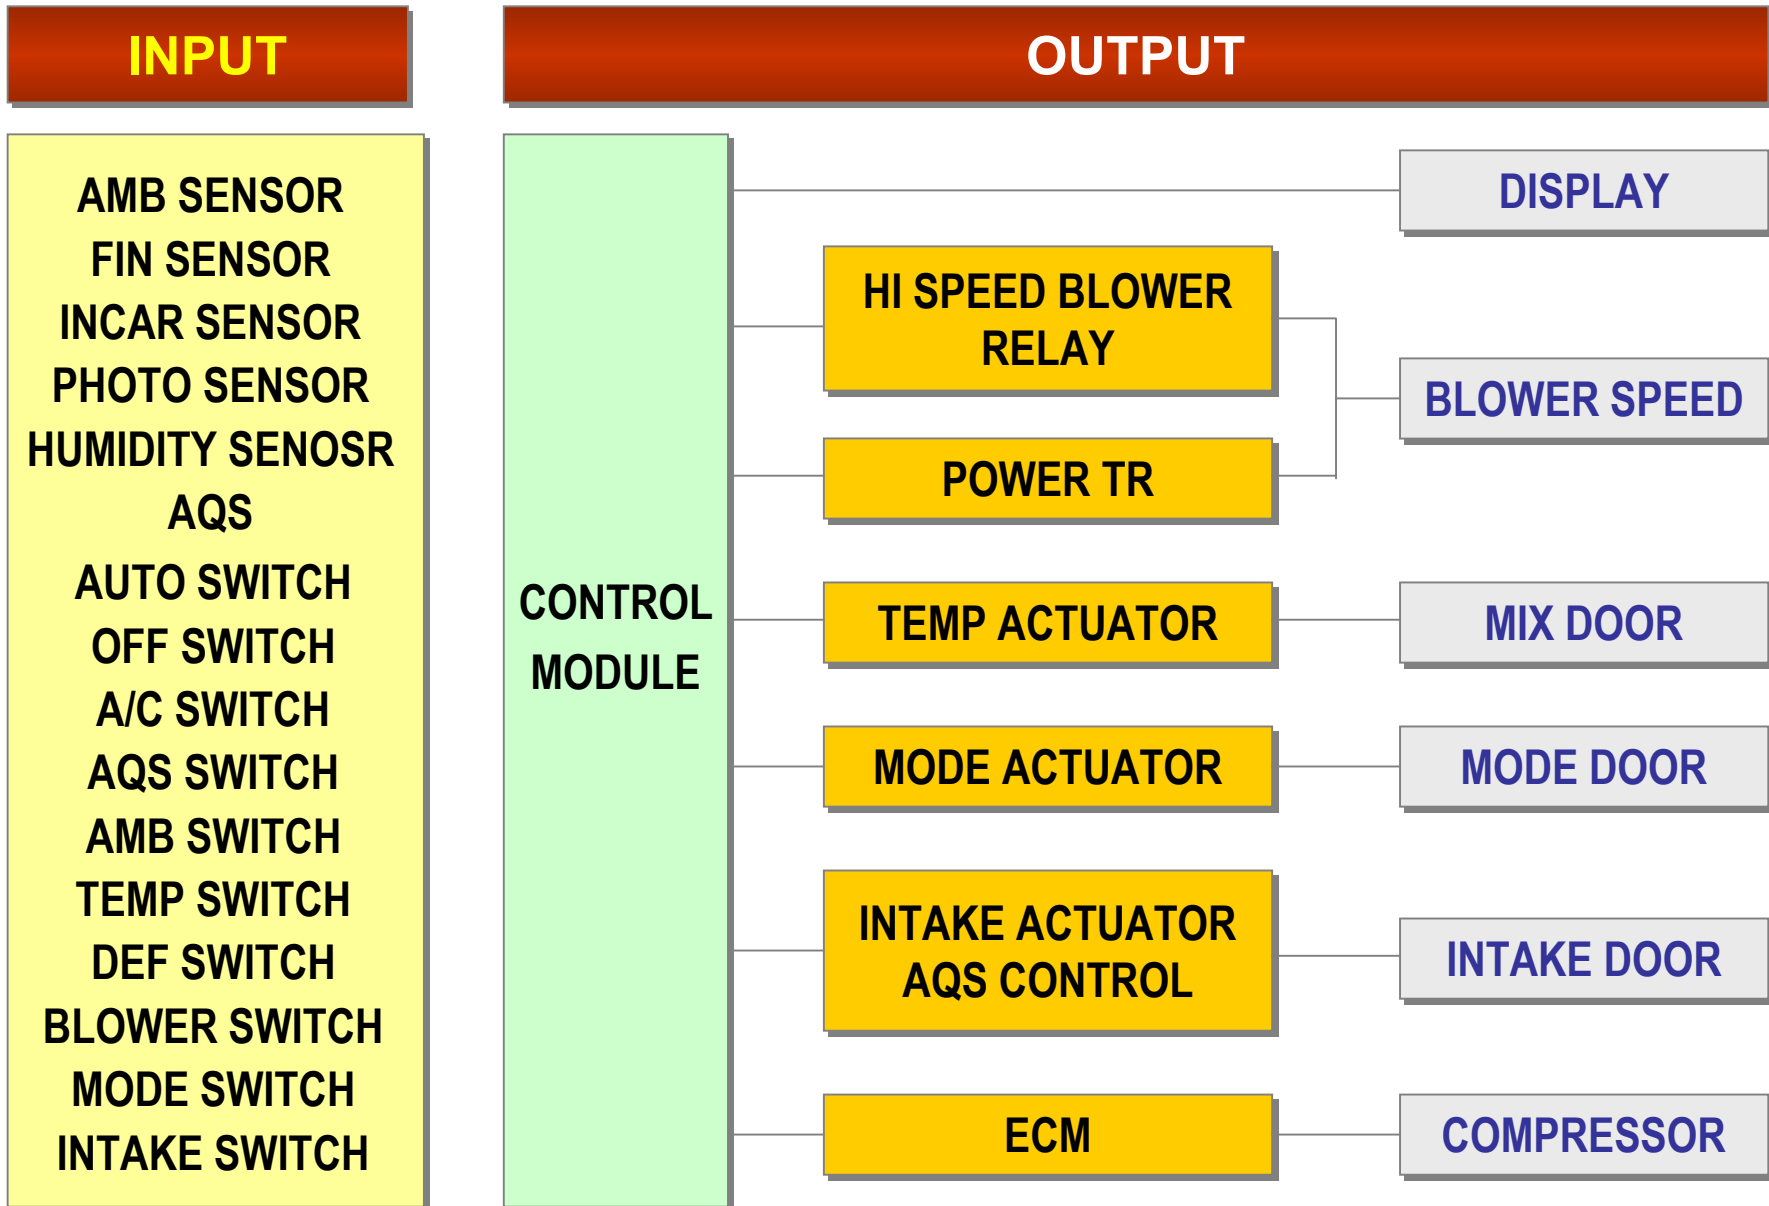 INPUT
OUTPUT
AMB SENSOR
FIN SENSOR
INCAR SENSOR
PHOTO SENSOR
HUMIDITY SENOSR
AQS
AUTO SWITCH
OFF SWITCH
A/C SWITCH
AQS SWITCH
AMB SWITCH
TEMP SWITCH
DEF SWITCH
BLOWER SWITCH
MODE SWITCH
INTAKE SWITCH
CONTROL
MODULE
HI SPEED BLOWER
RELAY
POWER TR
TEMP ACTUATOR
MODE ACTUATOR
INTAKE ACTUATOR
AQS CONTROL
ECM
DISPLAY
BLOWER SPEED
MIX DOOR
MODE DOOR
INTAKE DOOR
COMPRESSOR